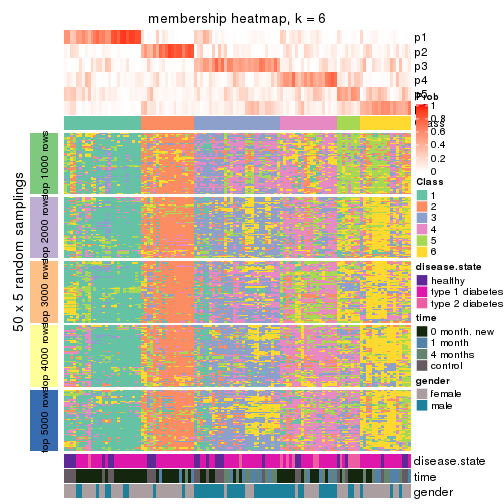 membership heatmap, k = 6
p1
p2
p3
p4
p5
Prob
1
0.8
0.6
0.4
0.2
0
Class
1
2
3
4
5
6
disease.state
healthy
type 1 diabetes
type 2 diabetes
time
0 month. new
1 month
4 months
control
gender
female
male
50 x 5 random samplings
top 1000 rows
top 2000 rows
top 3000 rows
top 4000 rows
top 5000 rows
disease.state
time
gender